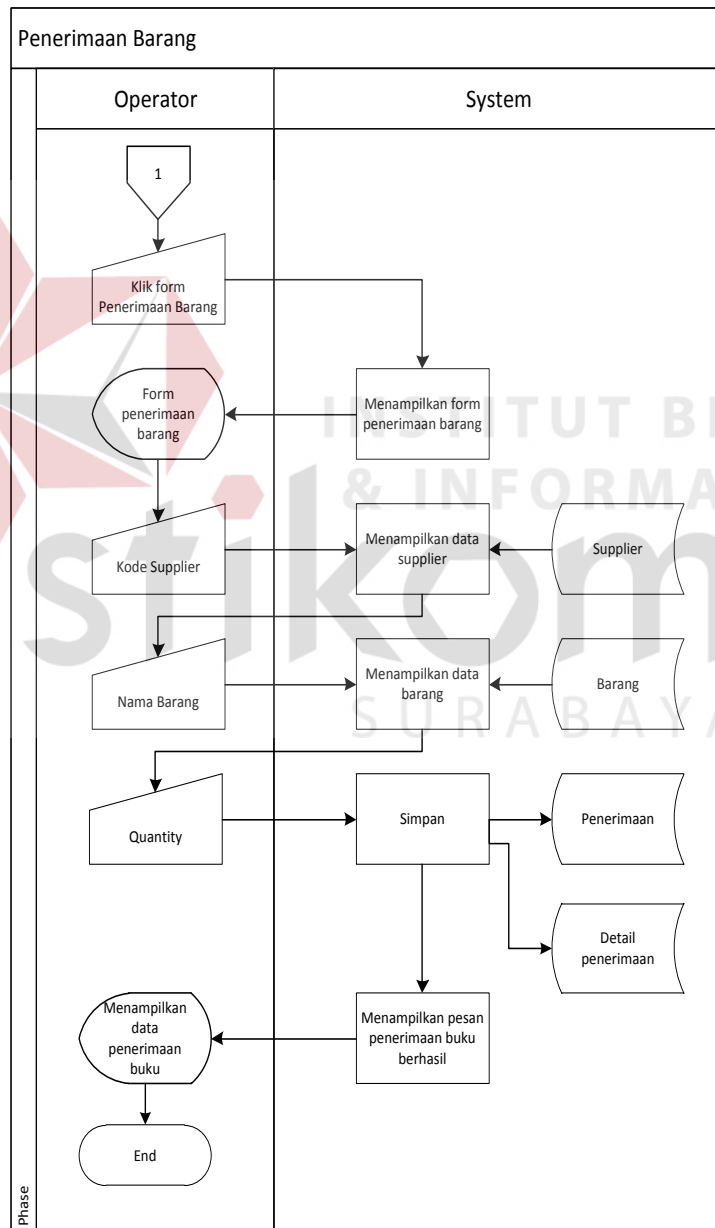 Penerimaan Barang
Operator
System
1
Klik form
Penerimaan Barang
Form
penerimaan
barang
Menampilkan form
penerimaan barang
INSTITUT BI
& INFORMA
stikom
SURABAYA
Kode Supplier
Menampilkan data
supplier
Supplier
Nama Barang
Menampilkan data
barang
Barang
Quantity
Simpan
Penerimaan
Detail
penerimaan
Menampilkan
data
penerimaan
buku
Menampilkan pesan
penerimaan buku
berhasil
End
Phase